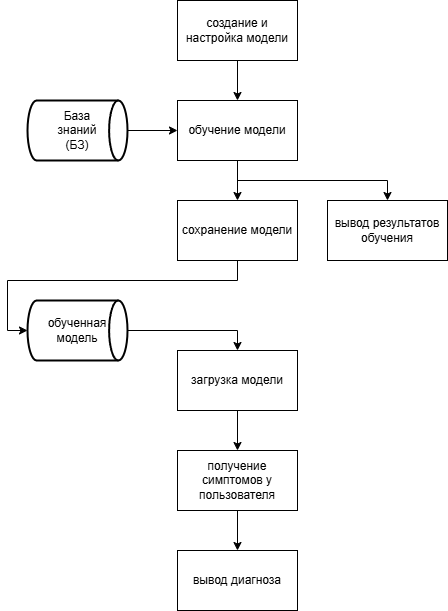 создание и
настройка модели
База
знаний
(БЗ)
обучение модели
сохранение модели
вывод результатов
обучения
обученная
модель
загрузка модели
получение
симптомов у
пользователя
вывод диагноза